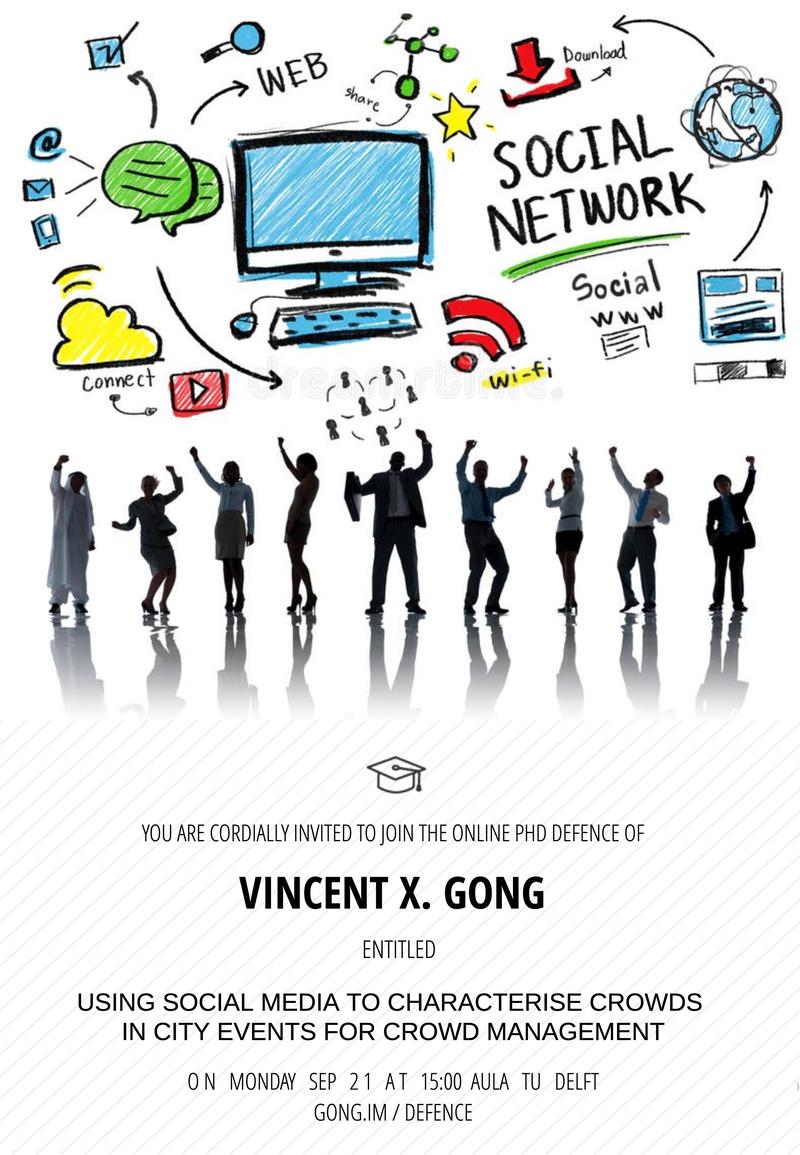 WEB
share
Download
@
SOCIAL
NETWORK
Social
www
wi-fi
Connect
dreamstime.
YOU ARE CORDIALLY INVITED TO JOIN THE ONLINE PHD DEFENCE OF
VINCENT X. GONG
ENTITLED
USING SOCIAL MEDIA TO CHARACTERISE CROWDS
IN CITY EVENTS FOR CROWD MANAGEMENT
ON MONDAY SEP 21 AT 15:00 AULA TU DELFT
GONG.IM / DEFENCE